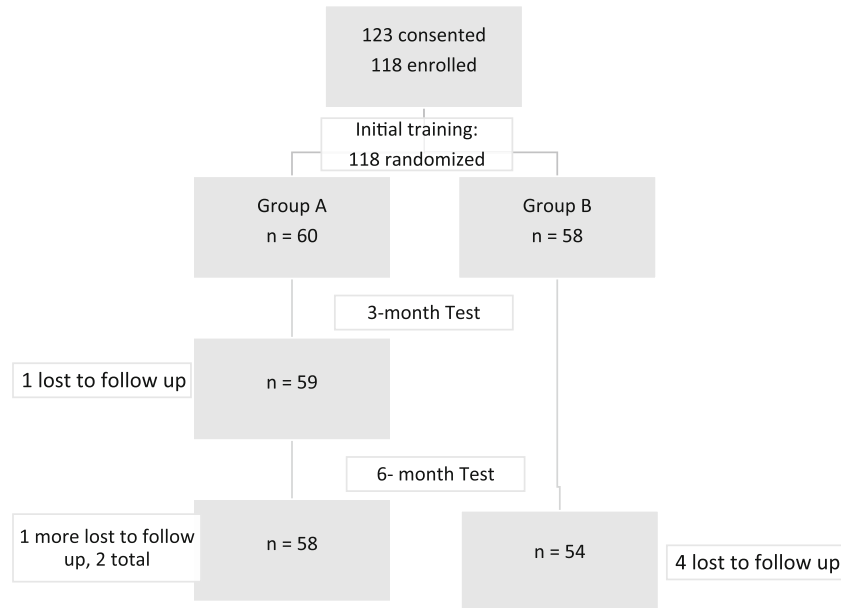 123 consented
118 enrolled
Initial training:
118 randomized
Group A
n = 60
Group B
n = 58
3-month Test
1 lost to follow up
n = 59
6- month Test
1 more lost to follow
up, 2 total
n = 58
n = 54
4 lost to follow up